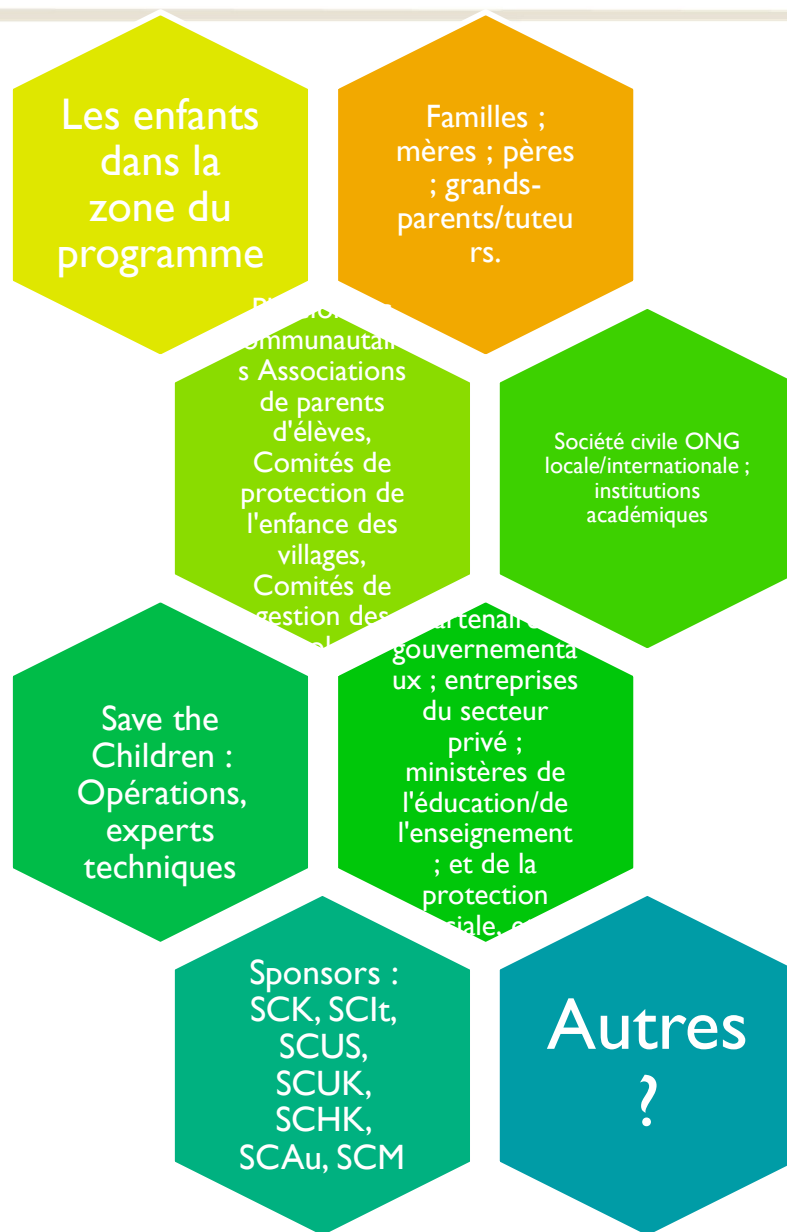 Les enfants
dans la
zone du
programme
Familles ;
mères ; pères
; grands-
parents/tuteu
rs.
s Associations
de parents
d'élèves,
Comités de
protection de
l'enfance des
villages,
Comités de
gestion des
Société civile ONG
locale/internationale ;
institutions
académiques
Save the
Children :
Opérations,
experts
techniques
gouvernementa
ux ; entreprises
du secteur
privé ;
ministères de
l'éducation/de
l'enseignement
; et de la
protection
Sponsors :
SCK, SCIt,
SCUS,
SCUK,
SCHK,
SCAu, SCM
Autres
?